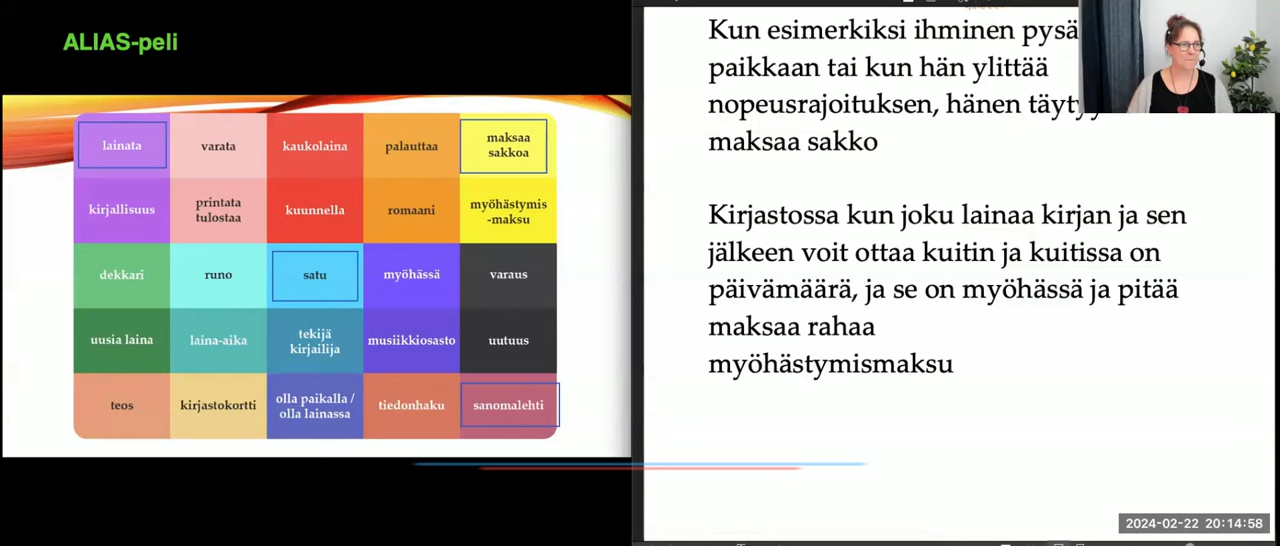 ALIAS-peli
lainata
varata
kaukolaina
palauttaa
maksaa
sakkoa
kirjallisuus
printata
tulostaa
kuunnella
romaani
myöhästymis
-maksu
dekkari
runo
satu
myöhässä
varaus
uusia laina
laina-aika
tekijä
kirjailija
musiikkiosasto
uutuus
teos
kirjastokortti
olla paikalla /
olla lainassa
tiedonhaku
sanomalehti
Kun esimerkiksi ihminen
paikkaan tai kun hän ylittää
nopeusrajoituksen, hänen
maksaa sakko
Kirjastossa kun joku lainaa kirjan ja sen
jälkeen voit ottaa kuitin ja kuitissa on
päivämäärä, ja se on myöhässä ja pitää
maksaa rahaa
myöhästymismaksu
2024-02-22 20:14:58